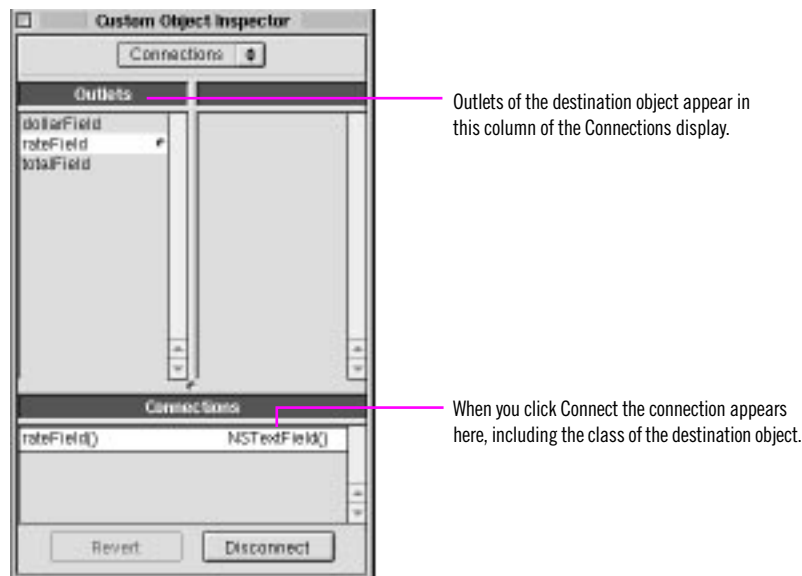 Custom Object Inspector
Connections
Outlets
dollarField
rateField
totalField
Outlets of the destination object appear in
this column of the Connections display.
Connections
rateField()
NSTextField()
When you click Connect the connection appears
here, including the class of the destination object.
Revert
Disconnect